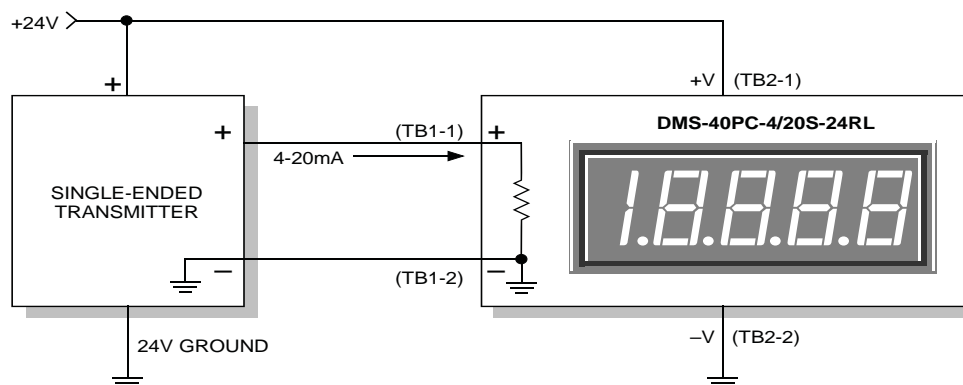 +24V
+
+V (TB2-1)
DMS-40PC-4/20S-24RL
+
(TB1-1)
+
4-20mA
SINGLE-ENDED
TRANSMITTER
1.8.8.8.8
–
(TB1-2)
–
24V GROUND
–V (TB2-2)